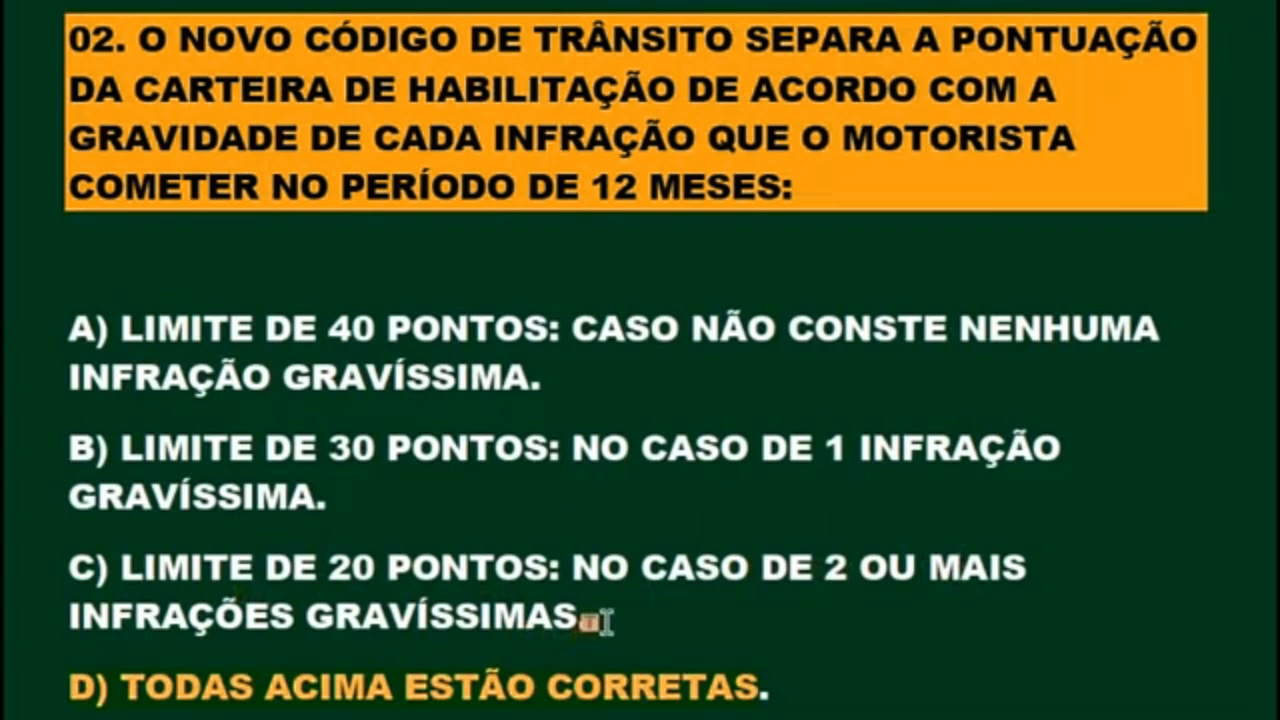 02. O NOVO CÓDIGO DE TRÂNSITO SEPARA A PONTUAÇÃO
DA CARTEIRA DE HABILITAÇÃO DE ACORDO COM A
GRAVIDADE DE CADA INFRAÇÃO QUE O MOTORISTA
COMETER NO PERÍODO DE 12 MESES:
A) LIMITE DE 40 PONTOS: CASO NÃO CONSTE NENHUMA
INFRAÇÃO GRAVÍSSIMA.
B) LIMITE DE 30 PONTOS: NO CASO DE 1 INFRAÇÃO
GRAVÍSSIMA.
C) LIMITE DE 20 PONTOS: NO CASO DE 2 OU MAIS
INFRAÇÕES GRAVÍSSIMAS.
D) TODAS ACIMA ESTÃO CORRETAS.